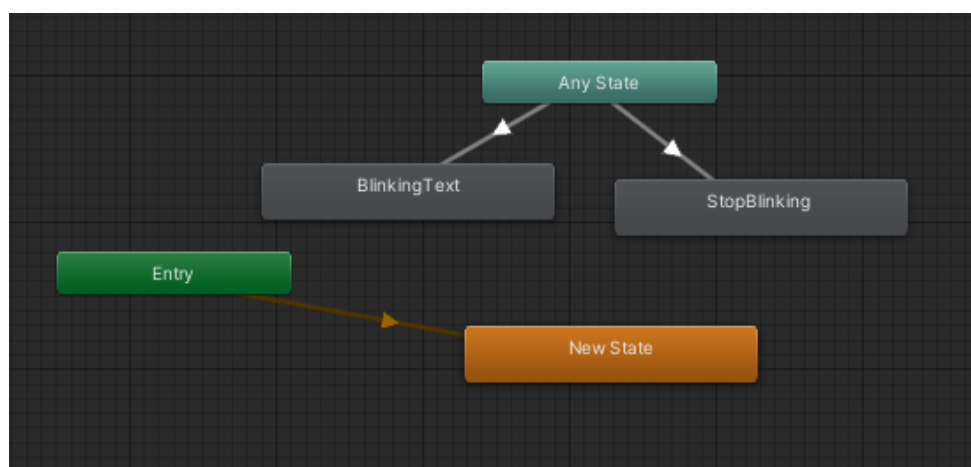 Any State
BlinkingText
StopBlinking
Entry
New State